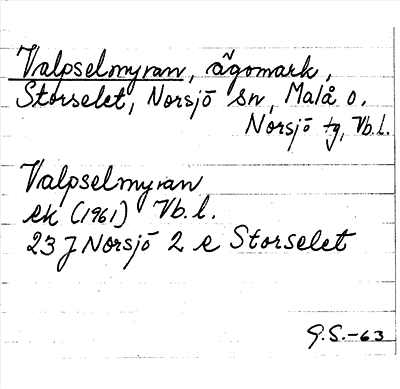 Valpselmyran, ägomark,
Storselet, Norsjö sn, Malå o.
Norsjö tg, Vb.l.
Valpselmyran
ek (1961) Vb.l.
23 J Norsjö 2 e Storselet
G.S.-63